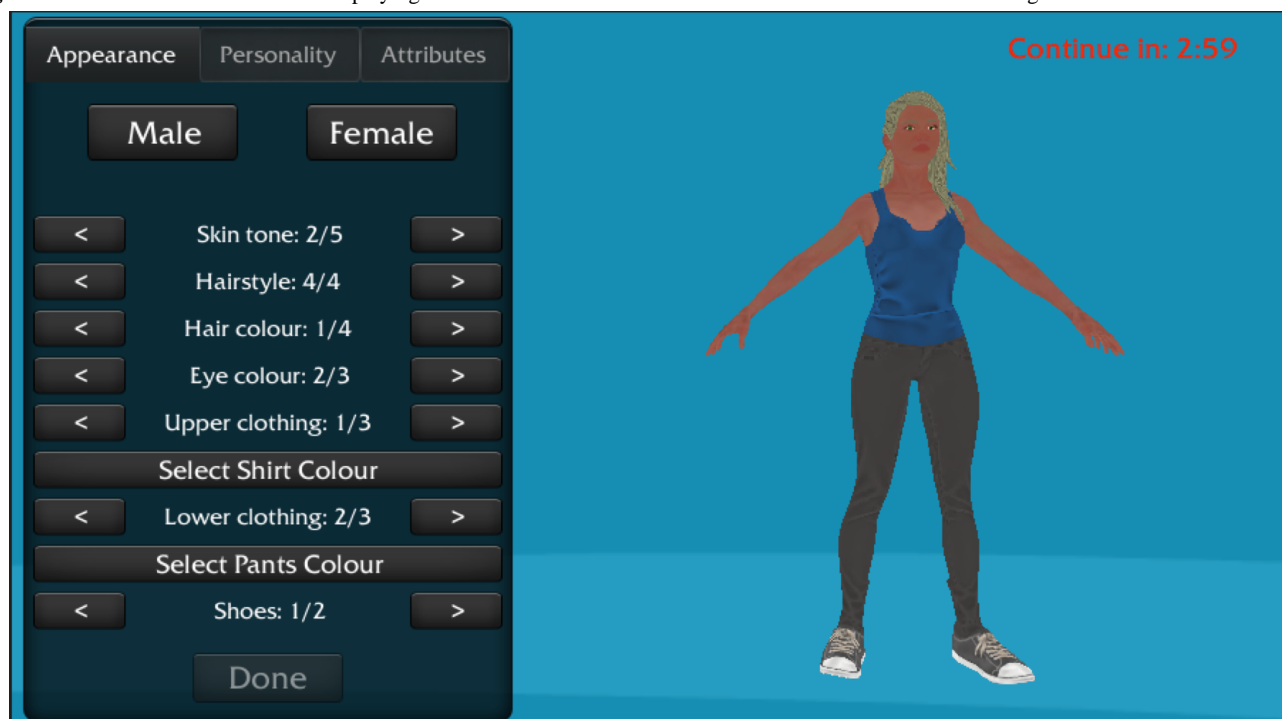 Appearance Personality Attributes
Continue in: 2:59
Male Female
< Skin tone: 2/5 >
< Hairstyle: 4/4 >
< Hair colour: 1/4 >
< Eye colour: 2/3 >
< Upper clothing: 1/3 >
Select Shirt Colour
< Lower clothing: 2/3 >
Select Pants Colour
< Shoes: 1/2 >
Done